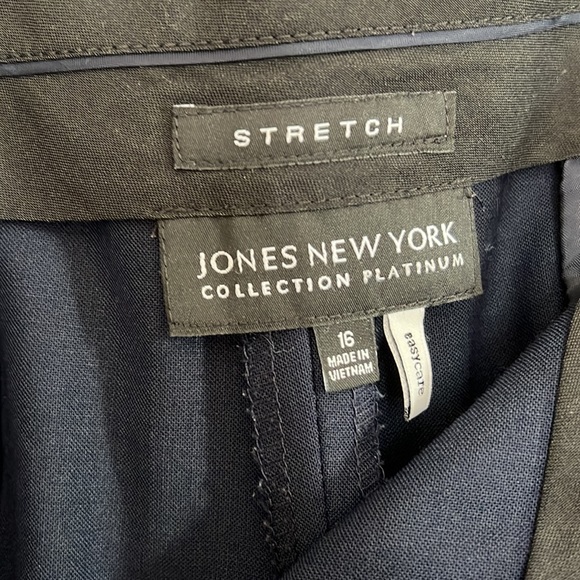 STRETCH
JONES NEW YORK
COLLECTION PLATINUM
16
MADE IN
VIETNAM
easycare